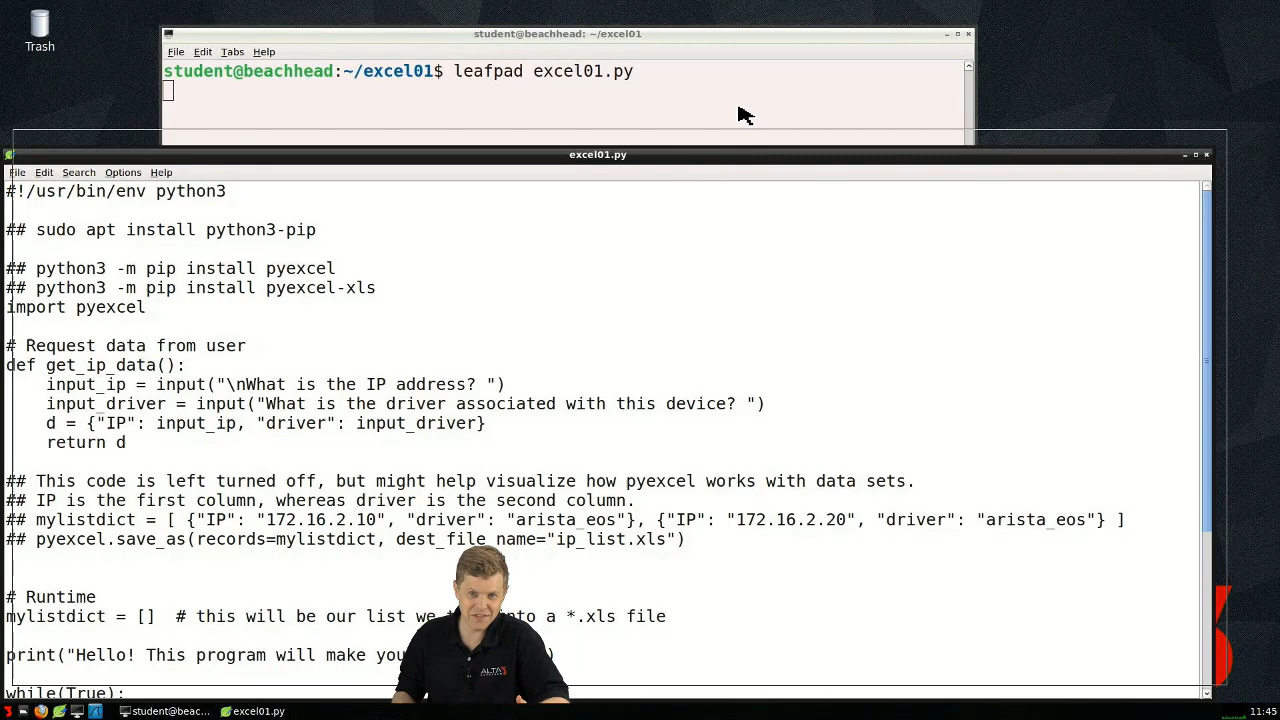 Trash
student@beachhead: ~/excel01
File Edit Tabs Help
student@beachhead:~/excel01$ leafpad excel01.py
excel01.py
File Edit Search Options Help
#!/usr/bin/env python3
## sudo apt install python3-pip
## python3 -m pip install pyexcel
## python3 -m pip install pyexcel-xls
import pyexcel
# Request data from user
def get_ip_data():
    input_ip = input("\nWhat is the IP address? ")
    input_driver = input("What is the driver associated with this device? ")
    d = {"IP": input_ip, "driver": input_driver}
    return d
## This code is left turned off, but might help visualize how pyexcel works with data sets.
## IP is the first column, whereas driver is the second column.
## mylistdict = [ {"IP": "172.16.2.10", "driver": "arista_eos"}, {"IP": "172.16.2.20", "driver": "arista_eos"} ]
## pyexcel.save_as(records=mylistdict, dest_file_name="ip_list.xls")
# Runtime
mylistdict = []  # this will be our list we into a *.xls file
print("Hello! This program will make you )
while(True):
ALTA
student@beac... excel01.py 11:45